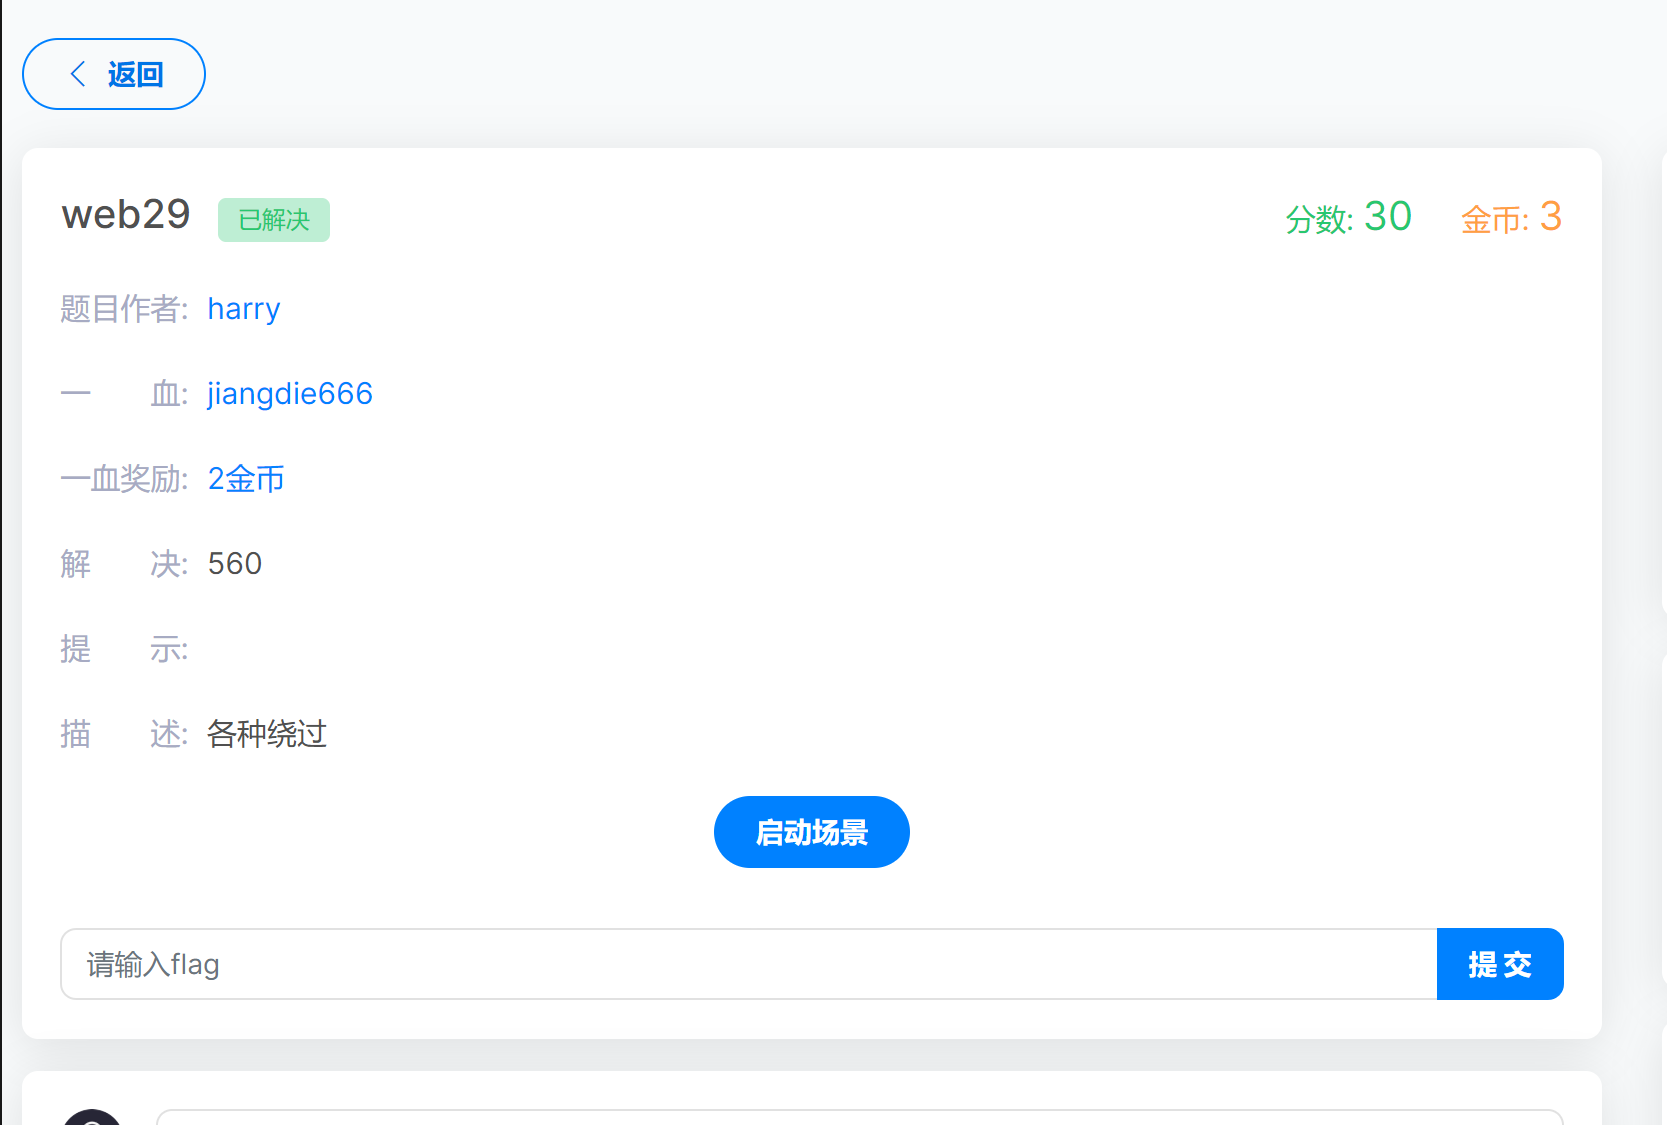 返回
web29 已解决 分数: 30 金币: 3
题目作者: harry
一 血: jiangdie666
一血奖励: 2金币
解 决: 560
提 示:
描 述: 各种绕过
启动场景
请输入flag 提 交